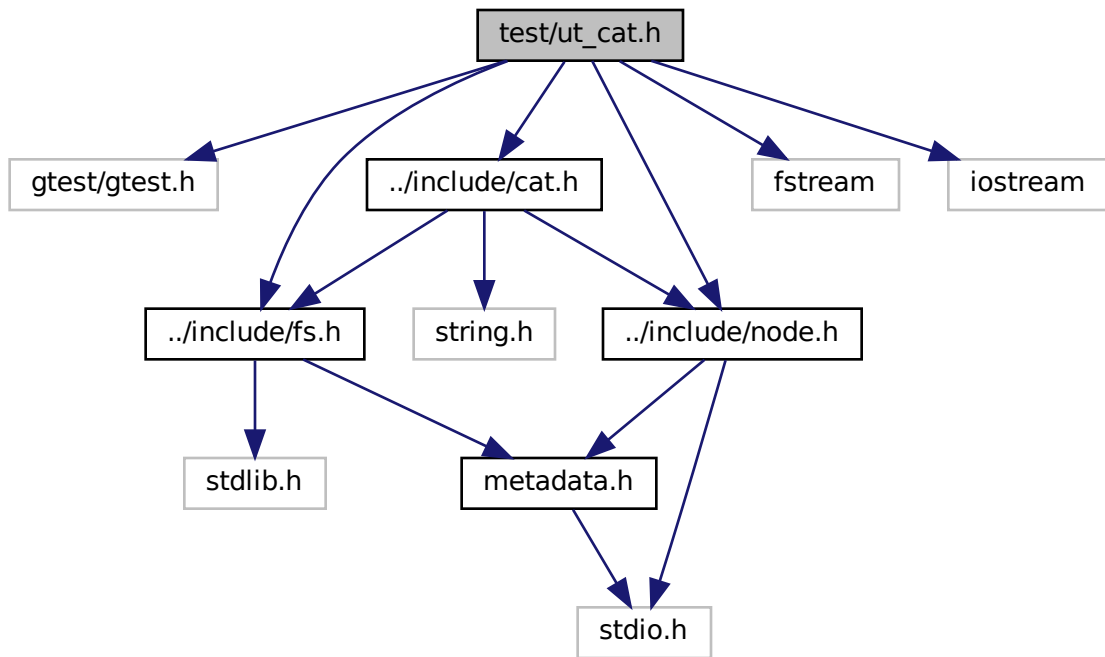 test/ut_cat.h
gtest/gtest.h
../include/cat.h
fstream
iostream
../include/fs.h
string.h
../include/node.h
stdlib.h
metadata.h
stdio.h